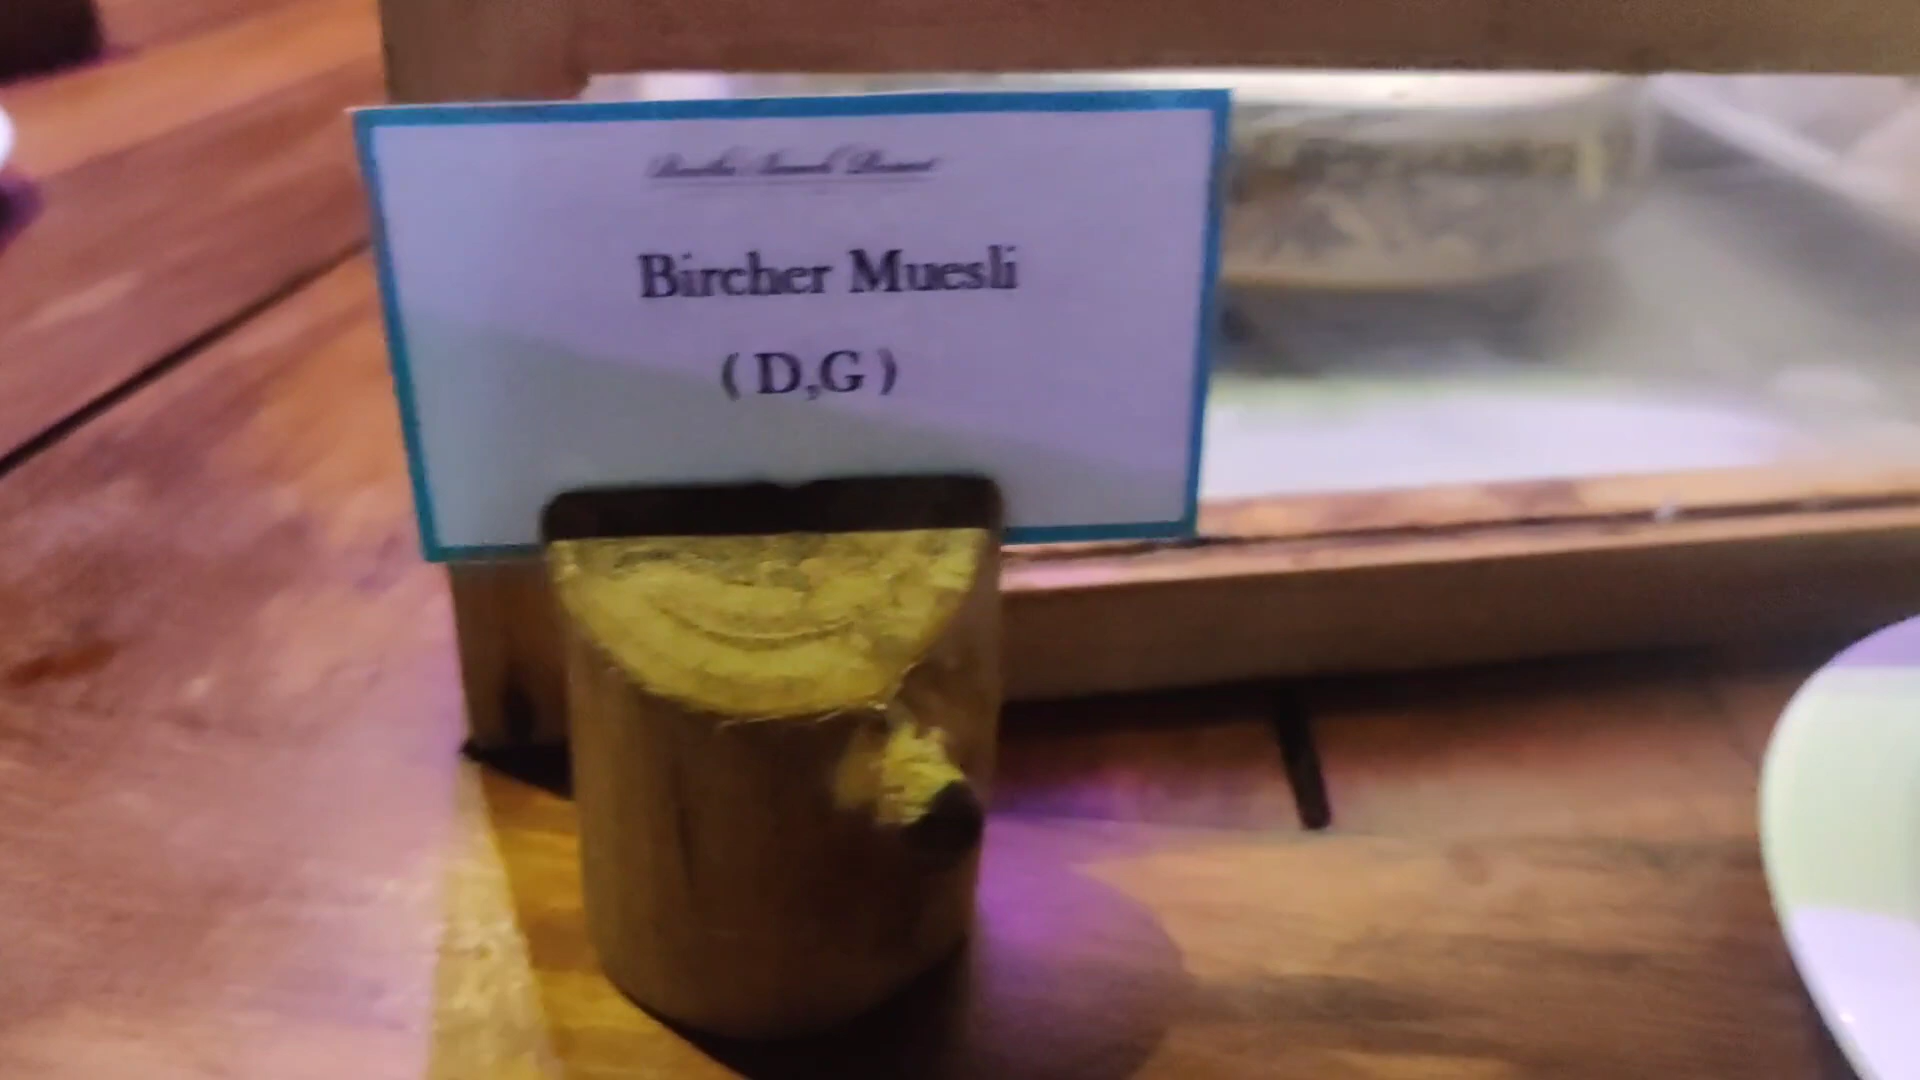 Bircher Muesli
( D,G )